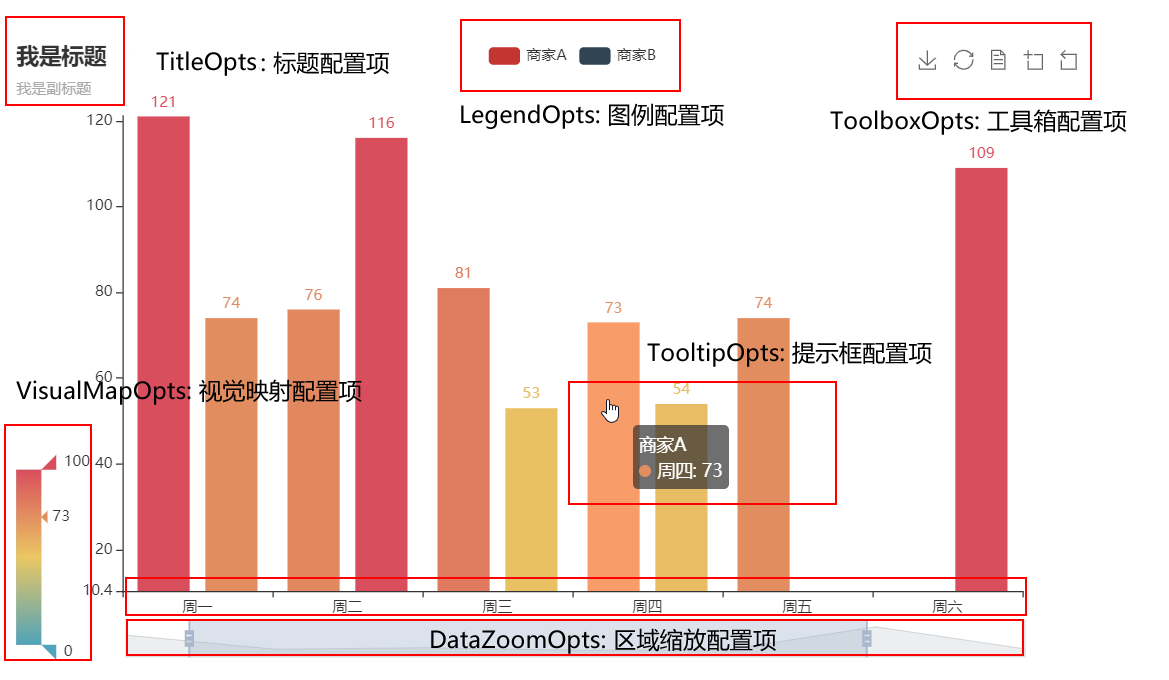 我是标题
我是副标题
TitleOpts: 标题配置项
商家A 商家B
LegendOpts: 图例配置项
ToolboxOpts: 工具箱配置项
121
116
109
120
100
80
60
40
20
10.4
74
76
81
53
73
54
74
TooltipOpts: 提示框配置项
商家A
周四: 73
VisualMapOpts: 视觉映射配置项
100
73
0
周一 周二 周三 周四 周五 周六
DataZoomOpts: 区域缩放配置项